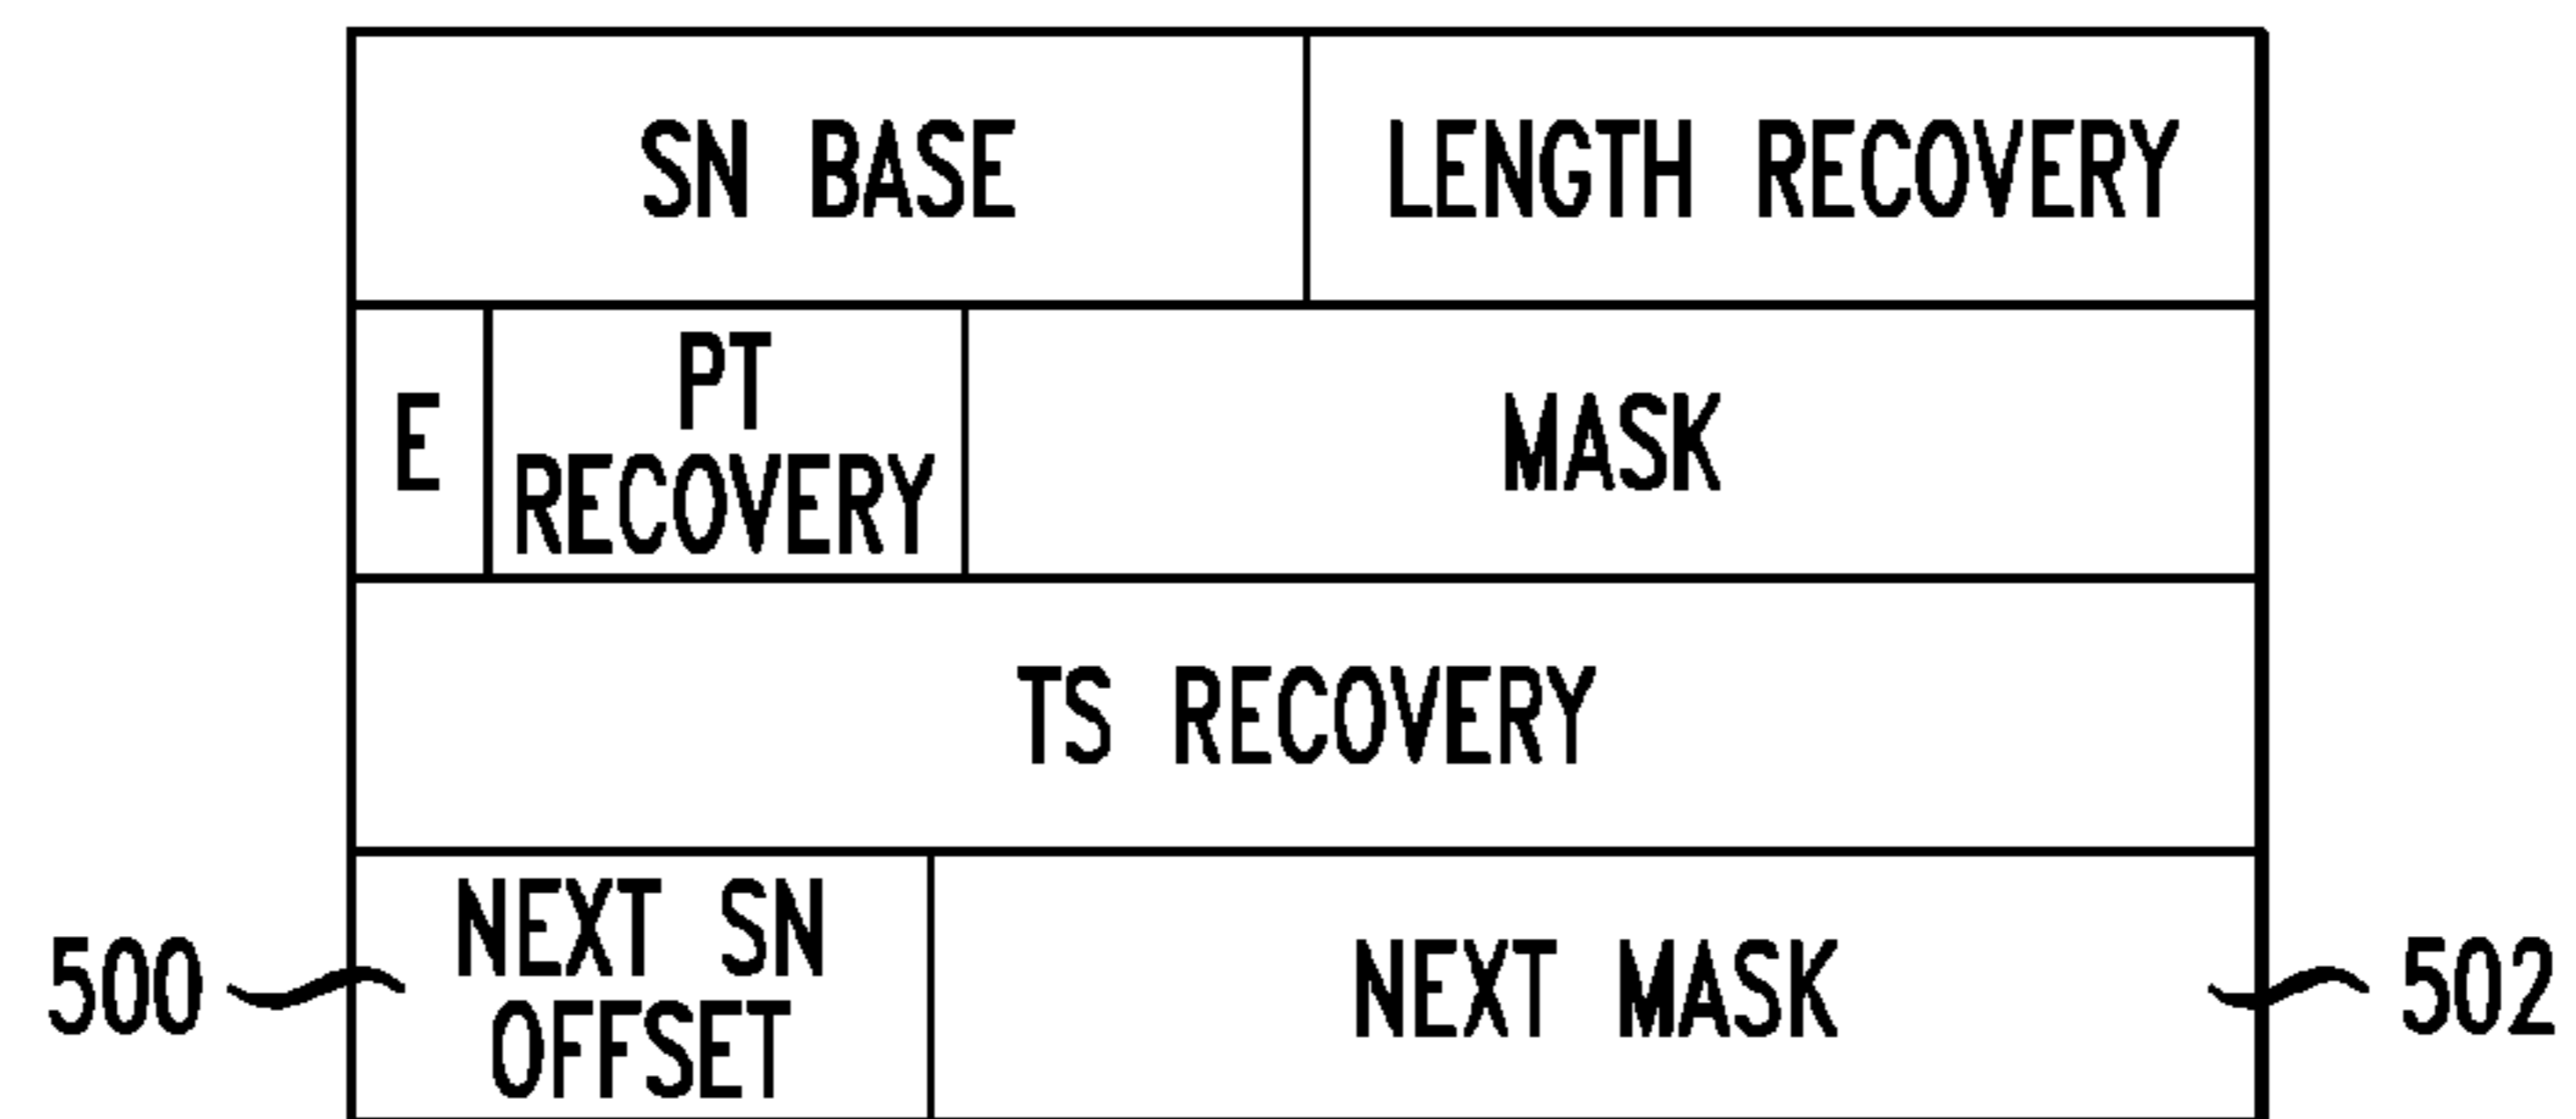 SN BASE
LENGTH RECOVERY
E
PT
RECOVERY
MASK
TS RECOVERY
500
NEXT SN
OFFSET
NEXT MASK
502